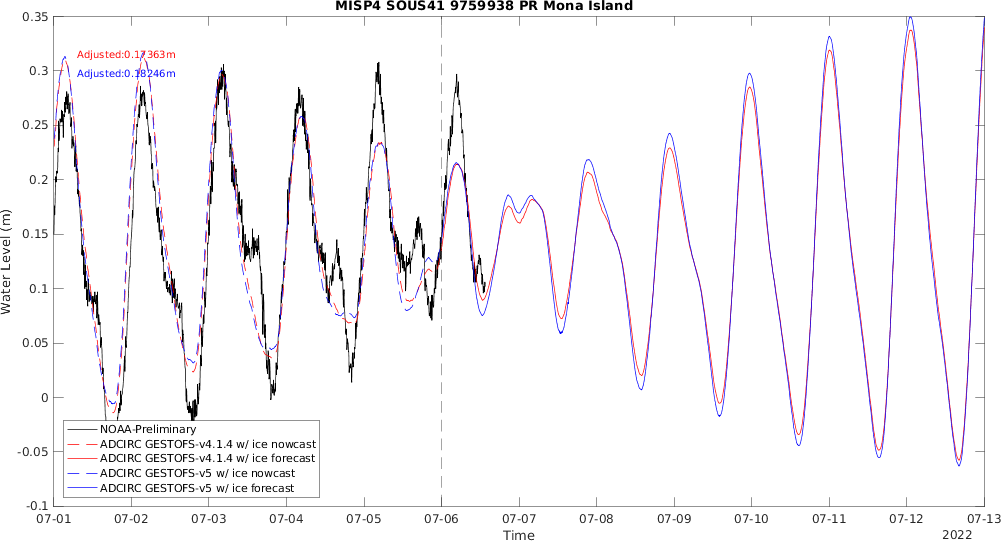 MISP4 SOUS41 9759938 PR Mona Island
0.35
0.3
0.25
0.2
0.15
0.1
0.05
0
-0.05
-0.1
Water Level (m)
Adjusted:0.17363m
Adjusted:0.18246m
NOAA-Preliminary
ADCIRC GESTOFS-v4.1.4 w/ ice nowcast
ADCIRC GESTOFS-v4.1.4 w/ ice forecast
ADCIRC GESTOFS-v5 w/ ice nowcast
ADCIRC GESTOFS-v5 w/ ice forecast
07-01 07-02 07-03 07-04 07-05 07-06 07-07 07-08 07-09 07-10 07-11 07-12 07-13
Time
2022